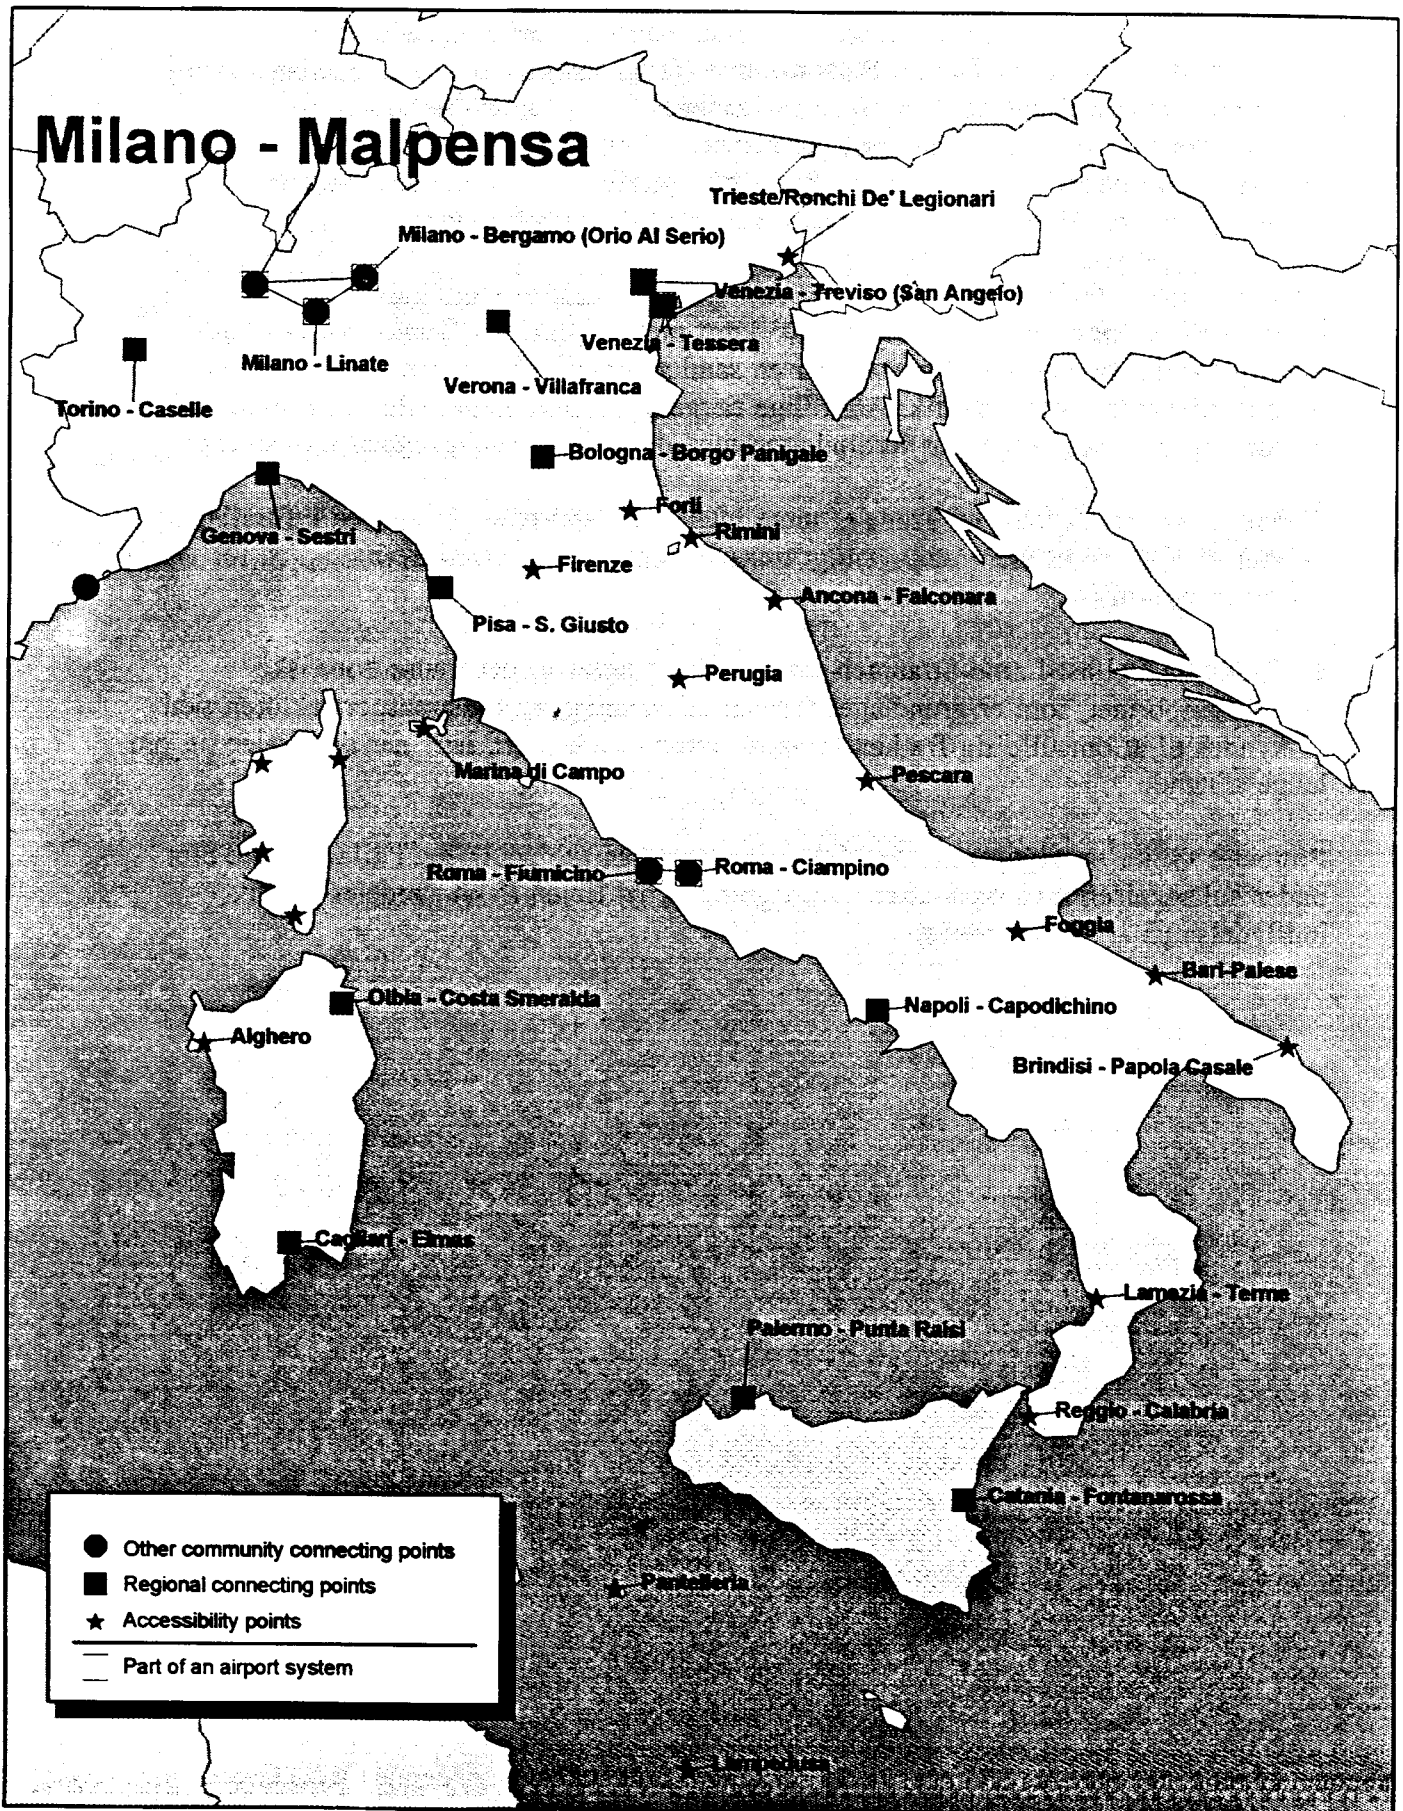 Milano - Malpensa
Trieste/Ronchi De' Legionari
Milano - Bergamo (Orio Al Serio)
Venezia - Treviso (San Angelo)
Venezia - Tessera
Milano - Linate
Verona - Villafranca
Torino - Caselle
Bologna - Borgo Panigale
Forli
Rimini
Genova - Sestri
Firenze
Ancona - Falconara
Pisa - S. Giusto
Perugia
Marina di Campo
Pescara
Roma - Fiumicino
Roma - Ciampino
Foggia
Bari-Palese
Olbia - Costa Smeralda
Napoli - Capodichino
Alghero
Brindisi - Papola Casale
Cagliari - Elmas
Lamezia - Terme
Palermo - Punta Raisi
Reggio - Calabria
Catania - Fontanarossa
Pantelleria
Other community connecting points
Regional connecting points
Accessibility points
Part of an airport system
Lampedusa